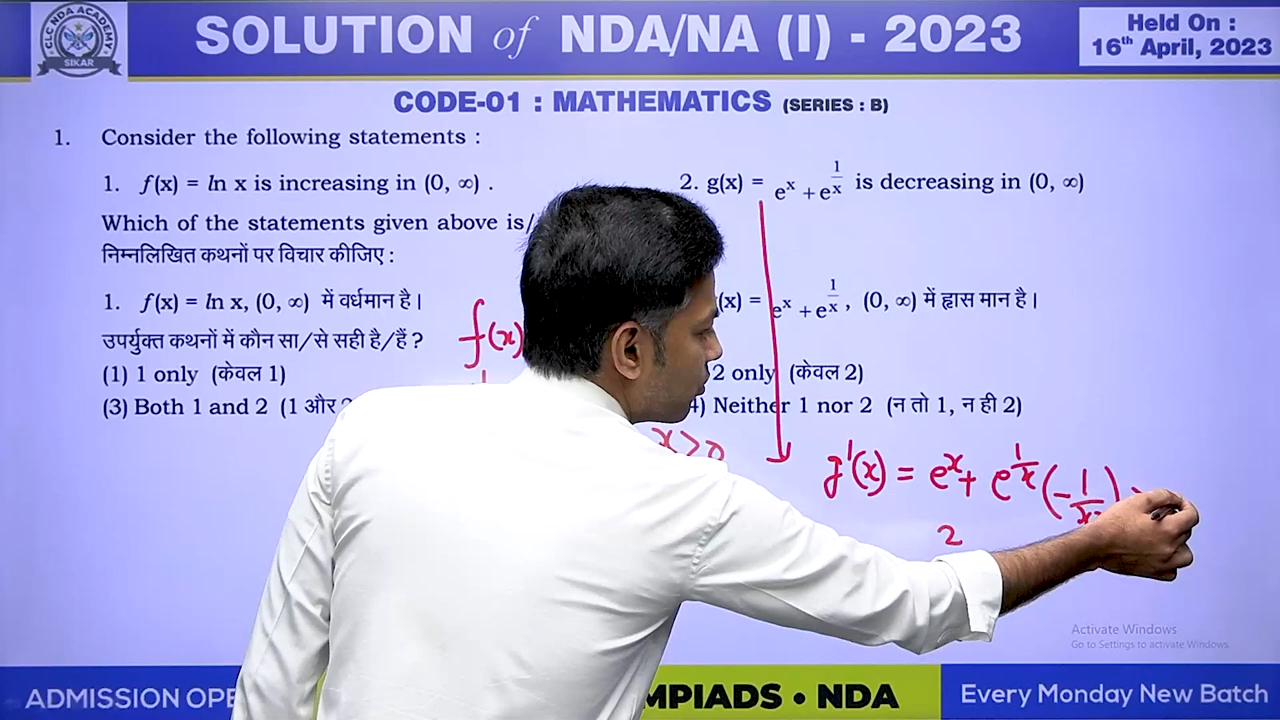 CLC NDA ACADEMY
SIKAR
SOLUTION of NDA/NA (I) - 2023
Held On :
16th April, 2023
CODE-01 : MATHEMATICS (SERIES : B)
1. Consider the following statements :
1. f(x) = ln x is increasing in (0, ∞) .
2. g(x) = e^x + e^(1/x) is decreasing in (0, ∞)
Which of the statements given above is/
निम्नलिखित कथनों पर विचार कीजिए :
1. f(x) = ln x, (0, ∞) में वर्धमान है।
(x) = e^x + e^(1/x), (0, ∞) में ह्रास मान है।
उपर्युक्त कथनों में कौन सा/से सही है/हैं ?
f(x)
(1) 1 only (केवल 1)
2 only (केवल 2)
(3) Both 1 and 2 (1 और
4) Neither 1 nor 2 (न तो 1, न ही 2)
x>0
g'(x) = e^x + e^(1/x) (-1/x
2
Activate Windows
Go to Settings to activate Windows.
ADMISSION OPE
MPIADS • NDA
Every Monday New Batch